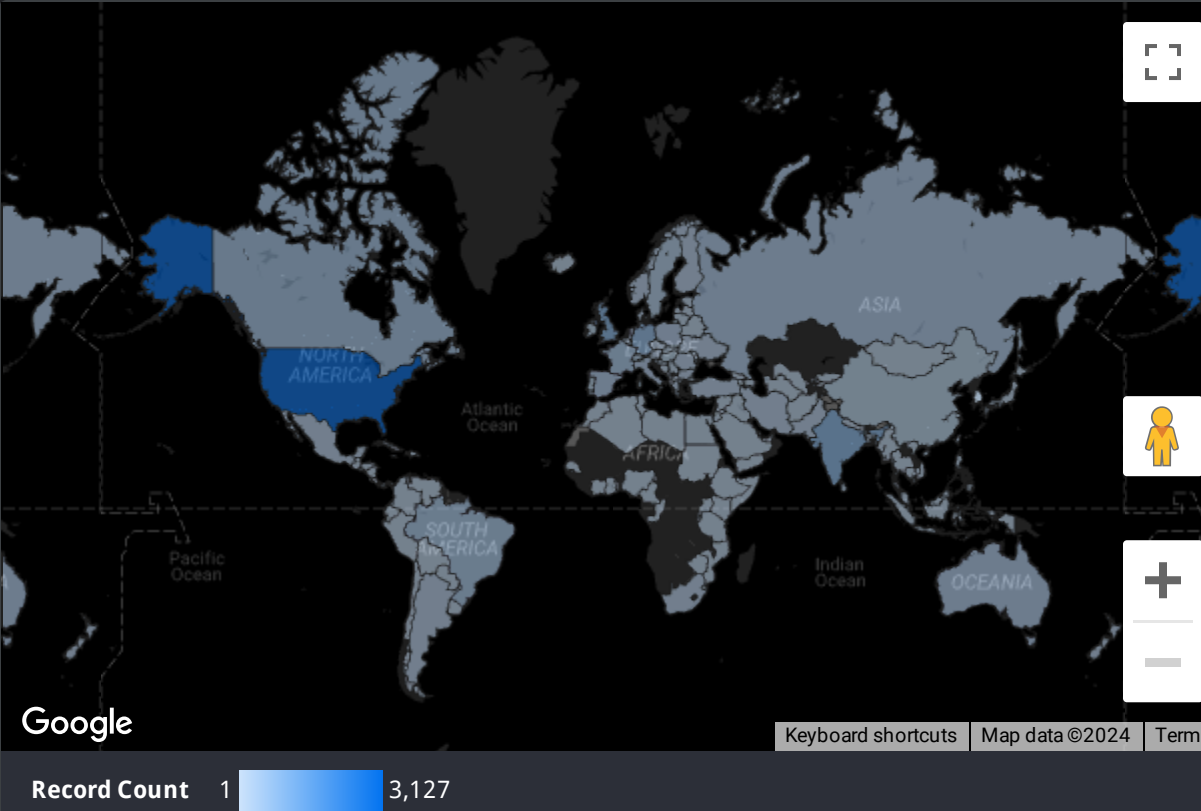 ASIA
NORTH
AMERICA
EUROPE
Atlantic
Ocean
AFRICA
SOUTH
AMERICA
Pacific
Ocean
Indian
Ocean
OCEANIA
A
Google
Keyboard shortcuts
Map data ©2024
Term
Record Count 1 3,127